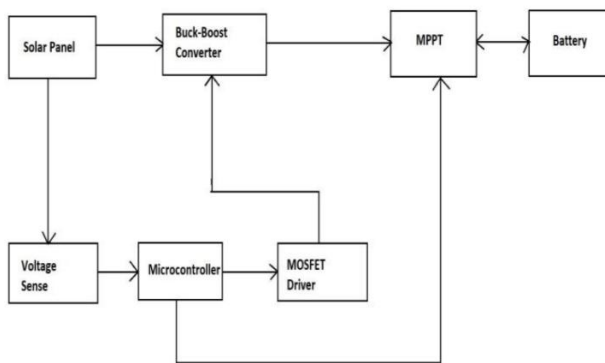 Solar Panel
Buck-Boost
Converter
MPPT
Battery
Voltage
Sense
Microcontroller
MOSFET
Driver